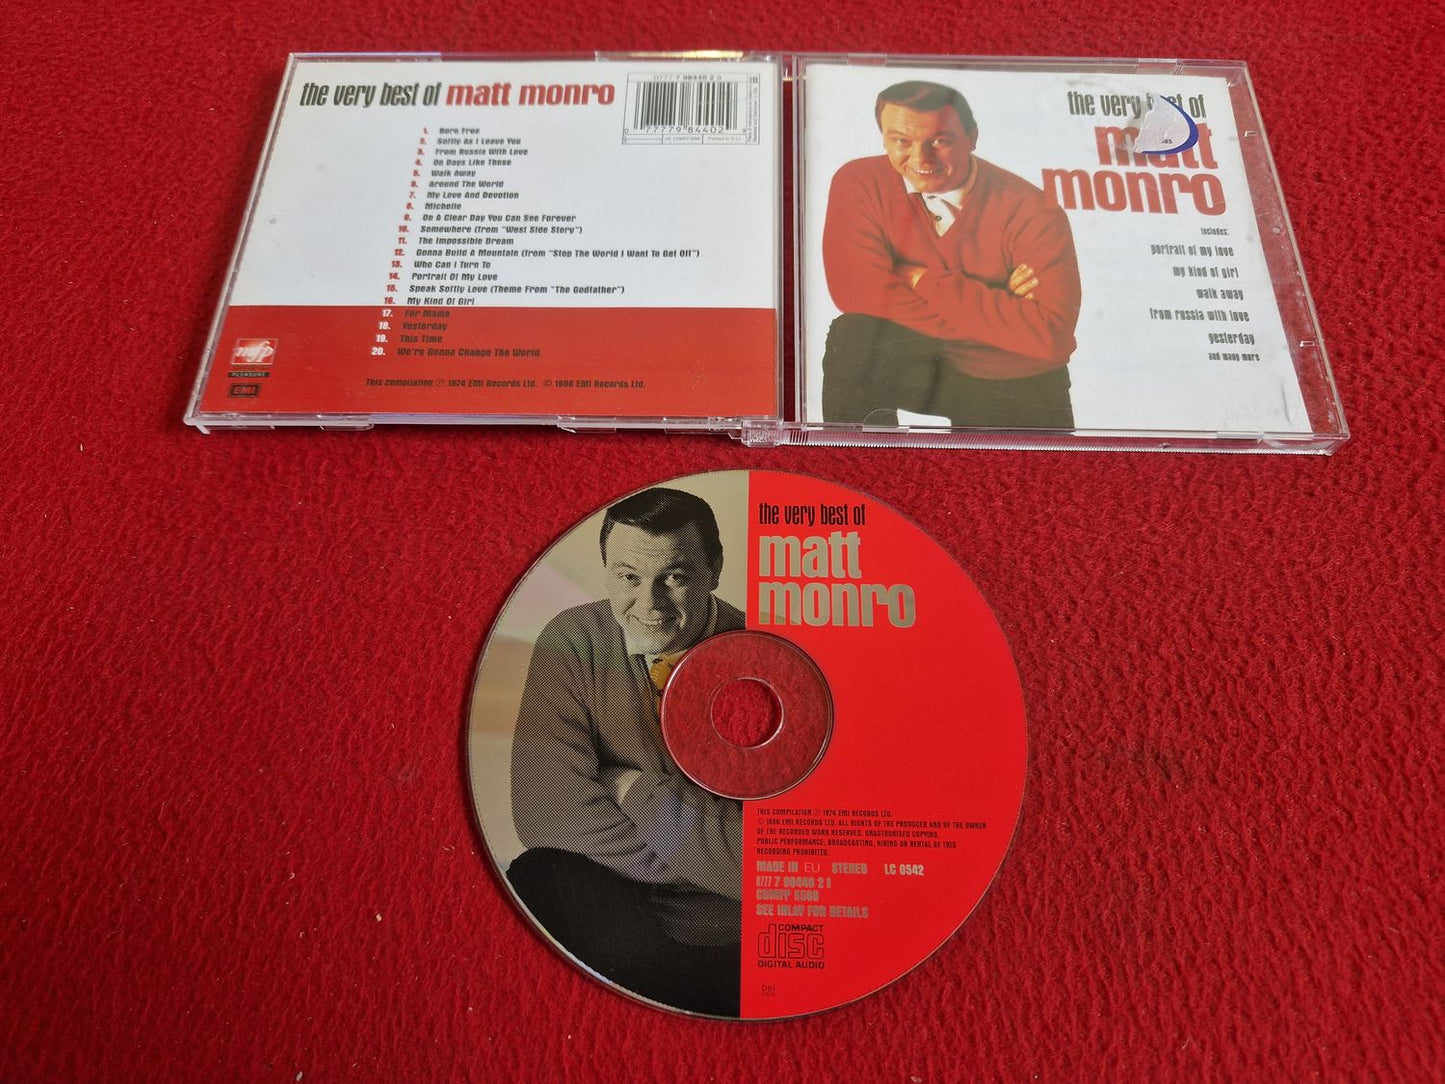 the very best of matt monro
0777 7 98440 2
77779 84402
1. Born Free
2. Softly As I Leave You
3. From Russia With Love
4. On Days Like These
5. Walk Away
6. Around The World
7. My Love And Devotion
8. Michelle
9. On A Clear Day You Can See Forever
10. Somewhere (from "West Side Story")
11. The Impossible Dream
12. Gonna Build A Mountain (from "Stop The World I Want To Get Off")
13. Who Can I Turn To
14. Portrait Of My Love
15. Speak Softly Love (Theme From "The Godfather")
16. My Kind Of Girl
17. For Mama
18. Yesterday
19. This Time
20. We're Gonna Change The World
mfp
PLEASURE
EMI
This compilation ℗ 1974 EMI Records Ltd. © 1996 EMI Records Ltd.
the very best of
matt
monro
includes:
portrait of my love
my kind of girl
walk away
from russia with love
yesterday
and many more
the very best of
matt
monro
THIS COMPILATION ℗ 1974 EMI RECORDS LTD.
© 1996 EMI RECORDS LTD. ALL RIGHTS OF THE PRODUCER AND OF THE OWNER
OF THE RECORDED WORK RESERVED. UNAUTHORISED COPYING,
PUBLIC PERFORMANCE, BROADCASTING, HIRING OR RENTAL OF THIS
RECORDING PROHIBITED.
MADE IN EU STEREO LC 0542
0777 7 98440 2
SEE INLAY FOR DETAILS
COMPACT
disc
DIGITAL AUDIO
bel